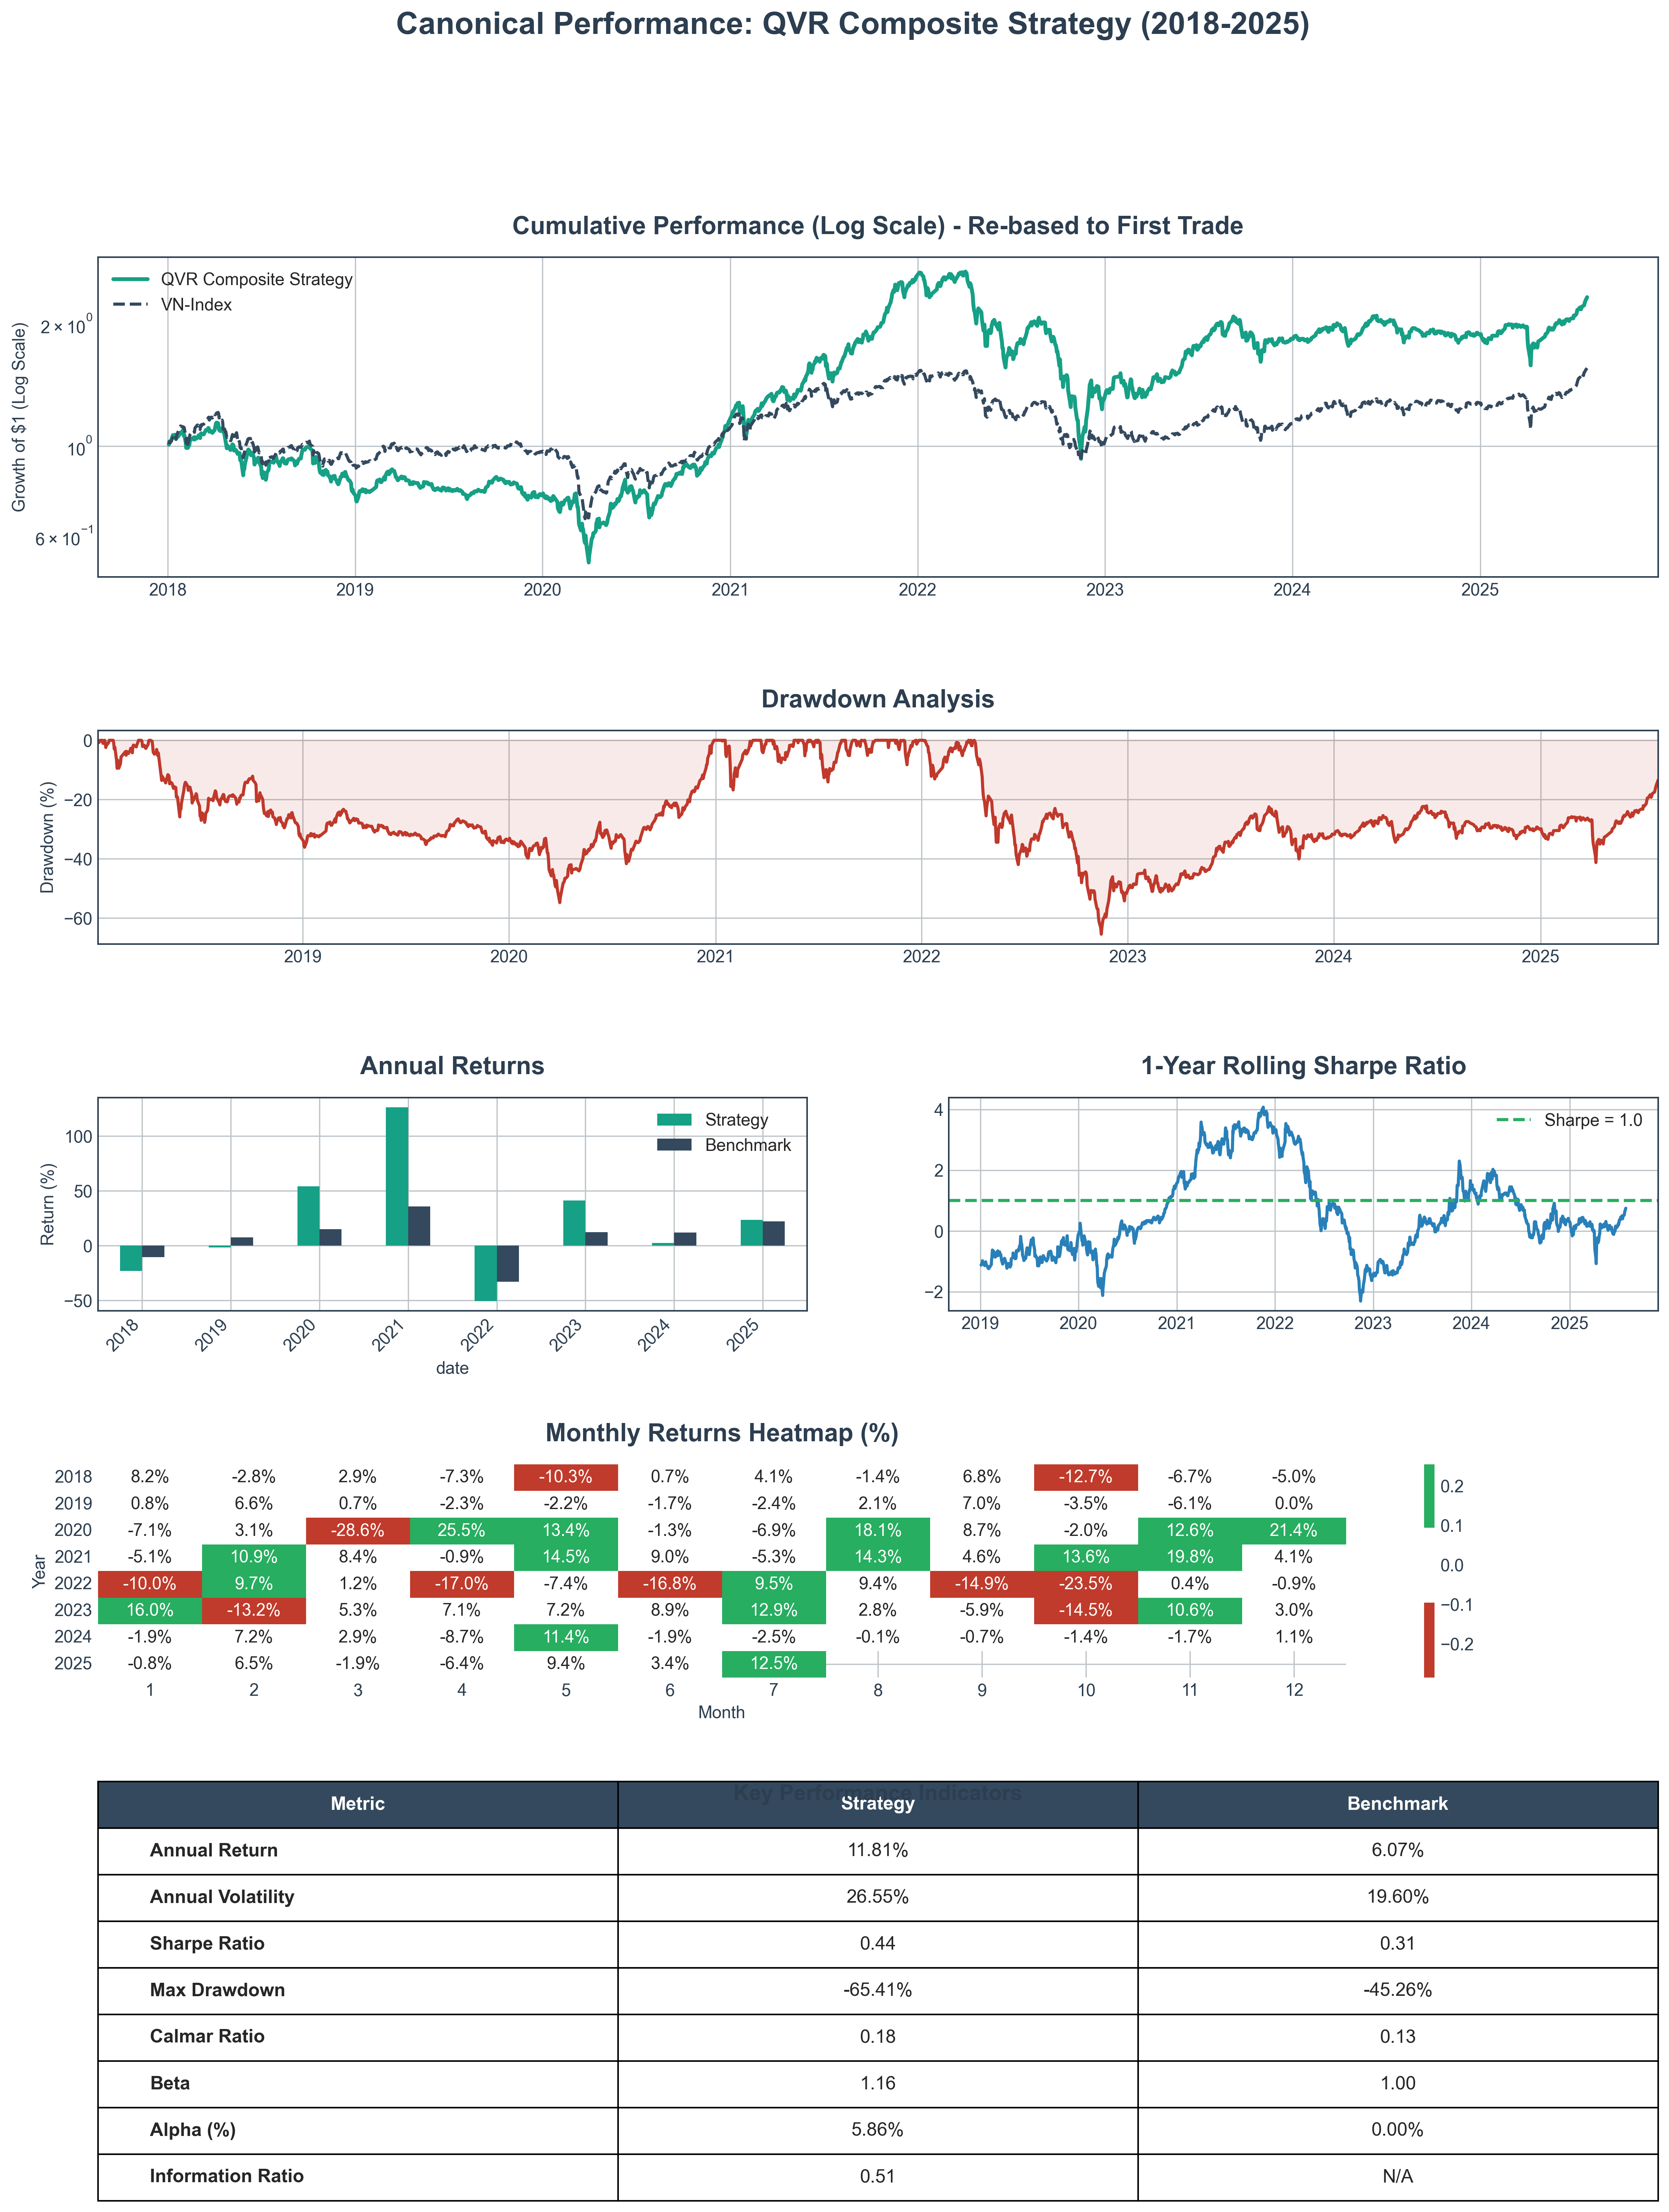 Canonical Performance: QVR Composite Strategy (2018-2025)
Cumulative Performance (Log Scale) - Re-based to First Trade
QVR Composite Strategy
VN-Index
Growth of $1 (Log Scale)
2 × 10⁰
10⁰
6 × 10⁻¹
2018 2019 2020 2021 2022 2023 2024 2025
Drawdown Analysis
Drawdown (%)
0
−20
−40
−60
2019 2020 2021 2022 2023 2024 2025
Annual Returns
Strategy
Benchmark
Return (%)
100
50
0
−50
2018 2019 2020 2021 2022 2023 2024 2025
date
1-Year Rolling Sharpe Ratio
Sharpe = 1.0
4
2
0
−2
2019 2020 2021 2022 2023 2024 2025
Monthly Returns Heatmap (%)
Year
2018 8.2% -2.8% 2.9% -7.3% -10.3% 0.7% 4.1% -1.4% 6.8% -12.7% -6.7% -5.0%
2019 0.8% 6.6% 0.7% -2.3% -2.2% -1.7% -2.4% 2.1% 7.0% -3.5% -6.1% 0.0%
2020 -7.1% 3.1% -28.6% 25.5% 13.4% -1.3% -6.9% 18.1% 8.7% -2.0% 12.6% 21.4%
2021 -5.1% 10.9% 8.4% -0.9% 14.5% 9.0% -5.3% 14.3% 4.6% 13.6% 19.8% 4.1%
2022 -10.0% 9.7% 1.2% -17.0% -7.4% -16.8% 9.5% 9.4% -14.9% -23.5% 0.4% -0.9%
2023 16.0% -13.2% 5.3% 7.1% 7.2% 8.9% 12.9% 2.8% -5.9% -14.5% 10.6% 3.0%
2024 -1.9% 7.2% 2.9% -8.7% 11.4% -1.9% -2.5% -0.1% -0.7% -1.4% -1.7% 1.1%
2025 -0.8% 6.5% -1.9% -6.4% 9.4% 3.4% 12.5%
1 2 3 4 5 6 7 8 9 10 11 12
Month
0.2
0.1
0.0
−0.1
−0.2
Key Performance Indicators
Metric Strategy Benchmark
Annual Return 11.81% 6.07%
Annual Volatility 26.55% 19.60%
Sharpe Ratio 0.44 0.31
Max Drawdown -65.41% -45.26%
Calmar Ratio 0.18 0.13
Beta 1.16 1.00
Alpha (%) 5.86% 0.00%
Information Ratio 0.51 N/A